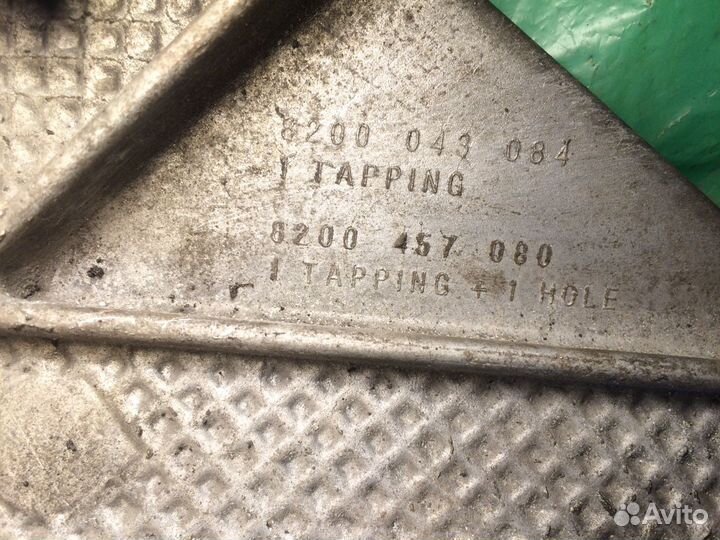 8200 043 084
1 TAPPING
8200 457 080
1 TAPPING + 1 HOLE
Avito